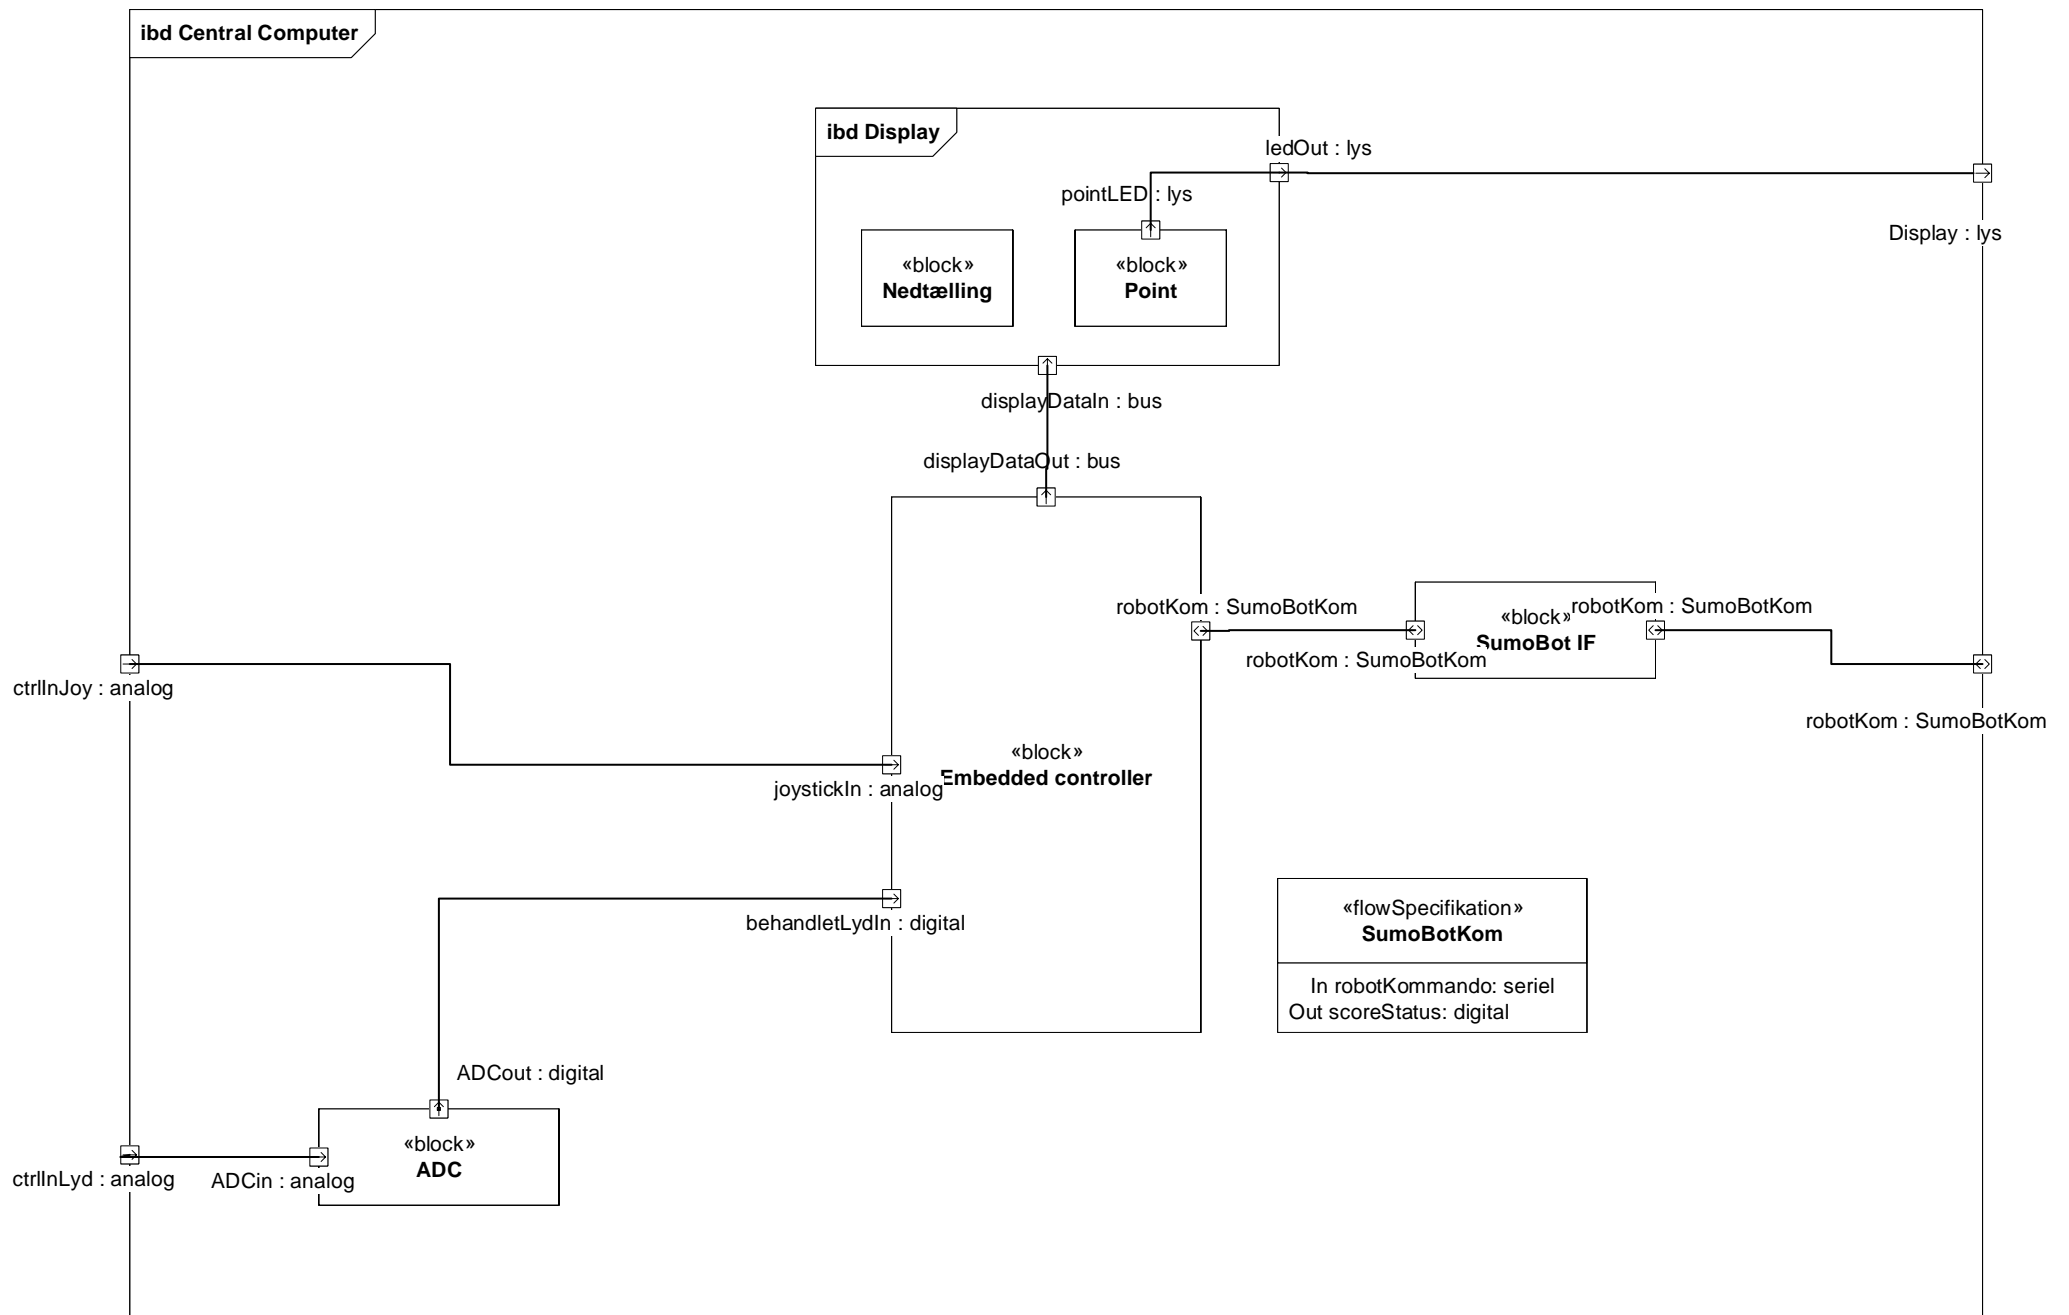 ibd Central Computer
ibd Display
ledOut : lys
pointLED : lys
Display : lys
«block»
Nedtælling
«block»
Point
displayDataIn : bus
displayDataOut : bus
robotKom : SumoBotKom
«block»
SumoBot IF
robotKom : SumoBotKom
robotKom : SumoBotKom
ctrlInJoy : analog
robotKom : SumoBotKom
«block»
Embedded controller
joystickIn : analog
behandletLydIn : digital
«flowSpecifikation»
SumoBotKom
In robotKommando: seriel
Out scoreStatus: digital
ADCout : digital
«block»
ADC
ctrlInLyd : analog
ADCin : analog